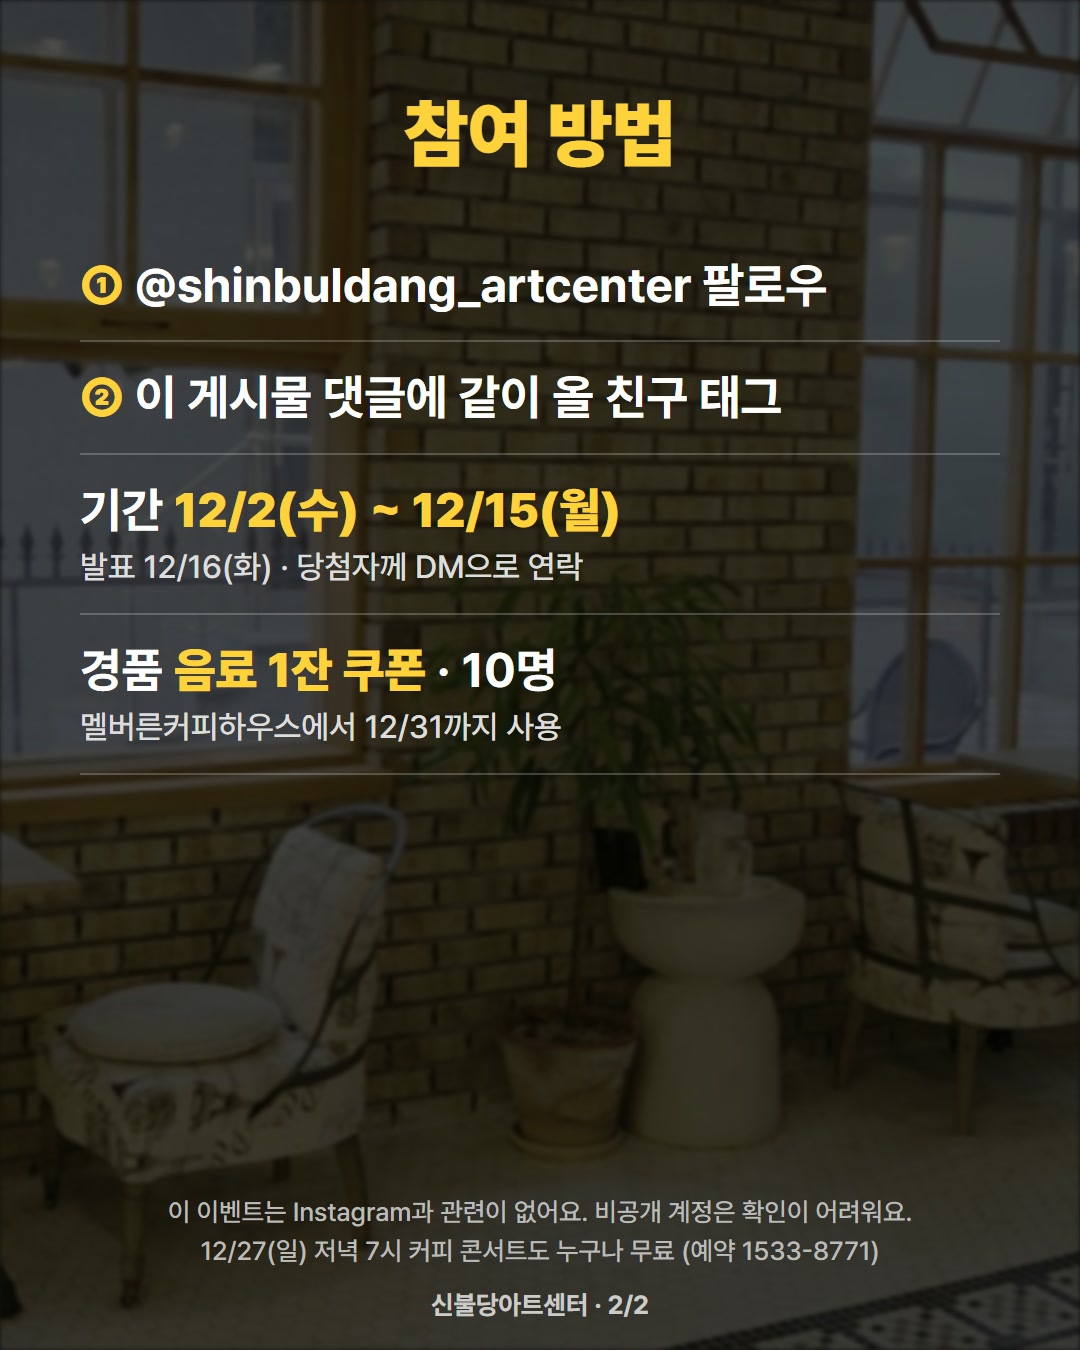 참여 방법
① @shinbuldang_artcenter 팔로우
② 이 게시물 댓글에 같이 올 친구 태그
기간 12/2(수) ~ 12/15(월)
발표 12/16(화) · 당첨자께 DM으로 연락
경품 음료 1잔 쿠폰 · 10명
멜버른커피하우스에서 12/31까지 사용
이 이벤트는 Instagram과 관련이 없어요. 비공개 계정은 확인이 어려워요.
12/27(일) 저녁 7시 커피 콘서트도 누구나 무료 (예약 1533-8771)
신불당아트센터 · 2/2